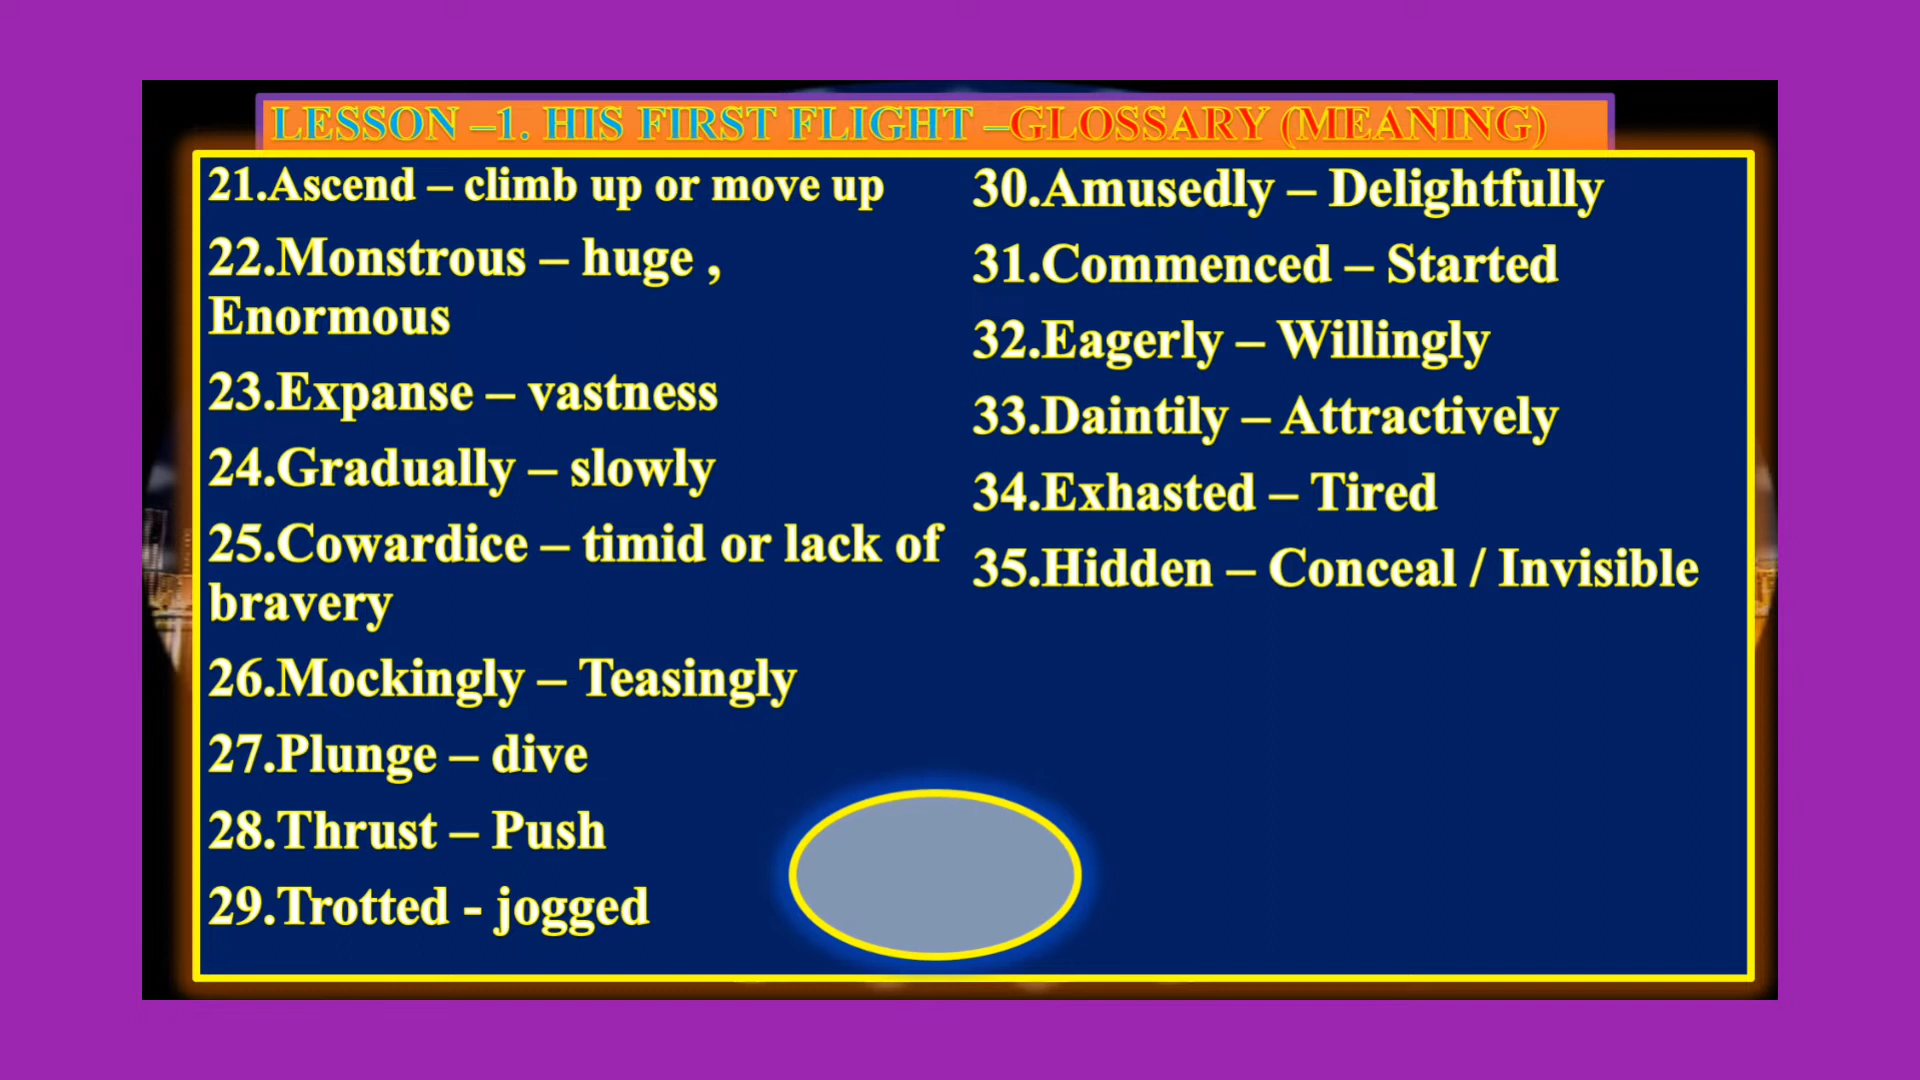 LESSON –1. HIS FIRST FLIGHT –GLOSSARY (MEANING)
21.Ascend – climb up or move up
22.Monstrous – huge ,
Enormous
23.Expanse – vastness
24.Gradually – slowly
25.Cowardice – timid or lack of
bravery
26.Mockingly – Teasingly
27.Plunge – dive
28.Thrust – Push
29.Trotted - jogged
30.Amusedly – Delightfully
31.Commenced – Started
32.Eagerly – Willingly
33.Daintily – Attractively
34.Exhasted – Tired
35.Hidden – Conceal / Invisible